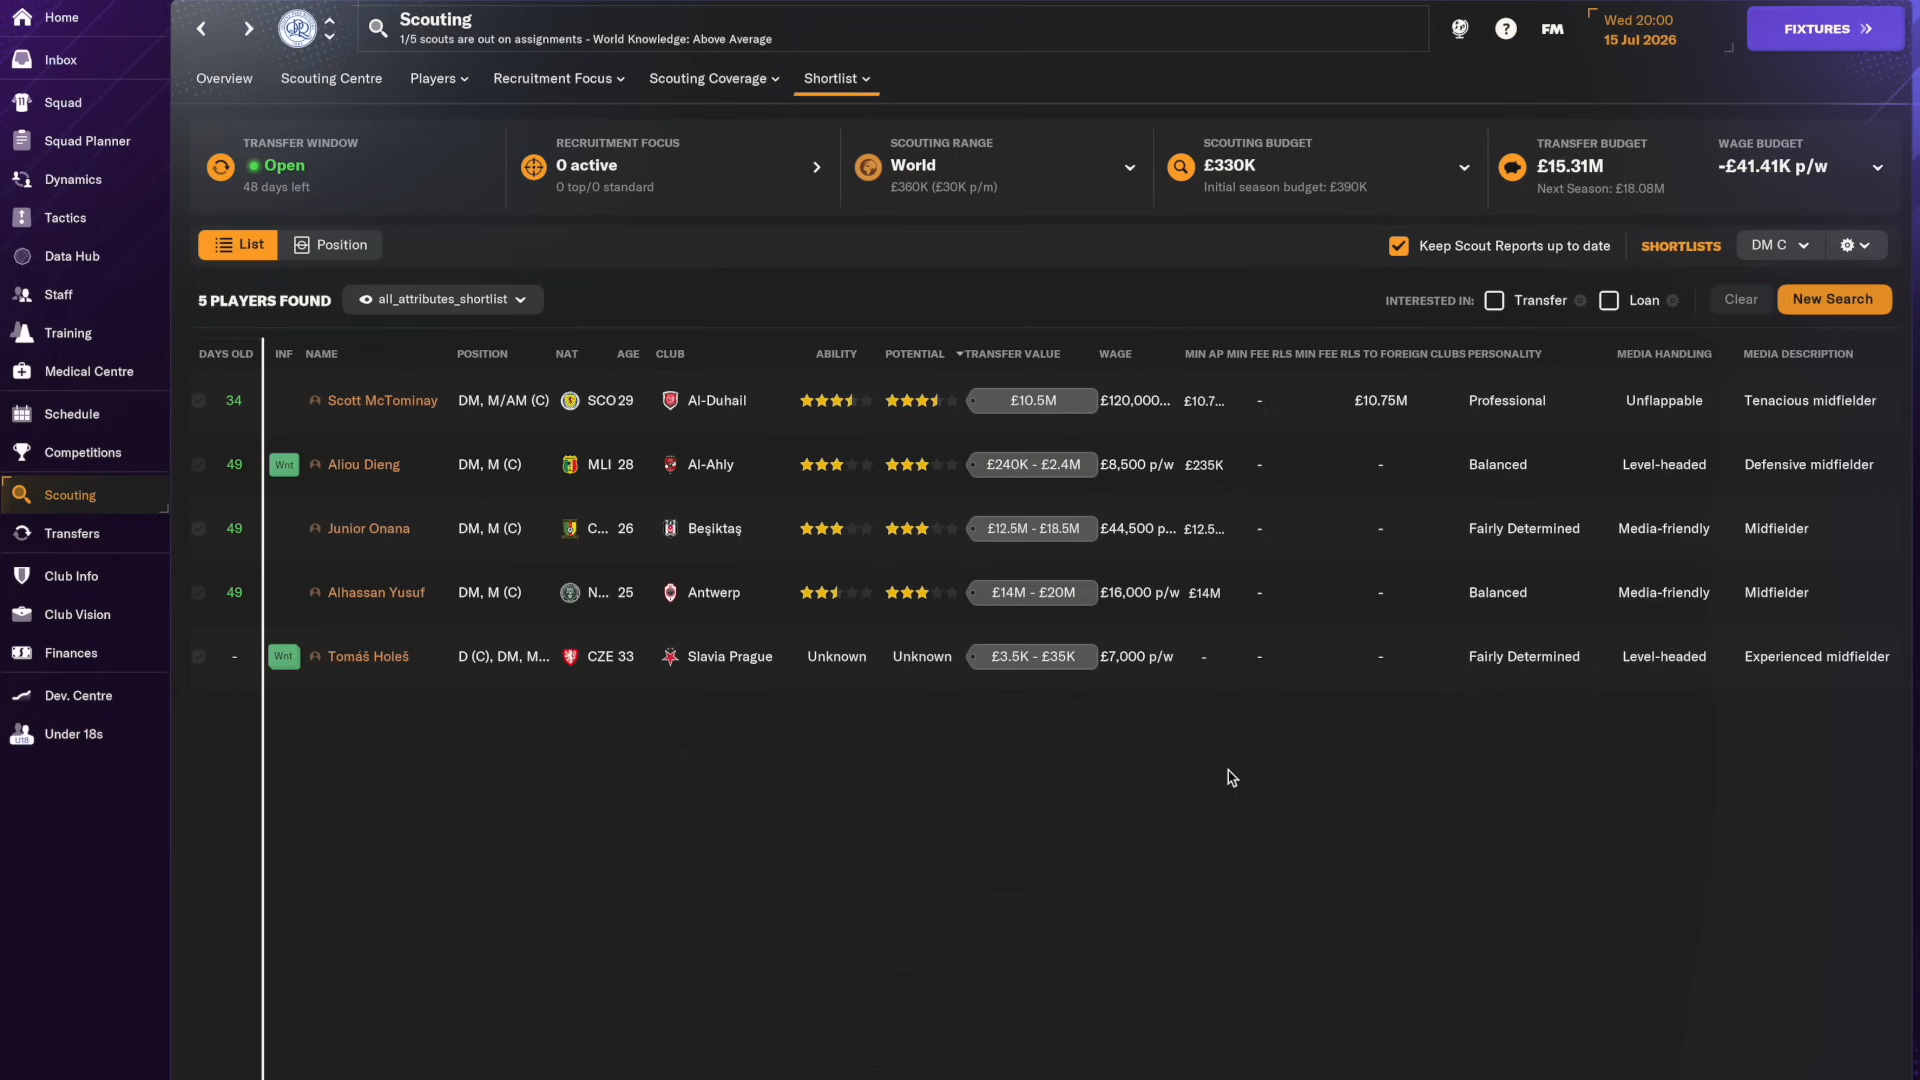 Home
Inbox
Squad
Squad Planner
Dynamics
Tactics
Data Hub
Staff
Training
Medical Centre
Schedule
Competitions
Scouting
Transfers
Club Info
Club Vision
Finances
Dev. Centre
Under 18s
Scouting
1/5 scouts are out on assignments - World Knowledge: Above Average
FM
Wed 20:00
15 Jul 2026
FIXTURES
Overview Scouting Centre Players Recruitment Focus Scouting Coverage Shortlist
TRANSFER WINDOW
Open
48 days left
RECRUITMENT FOCUS
0 active
0 top/0 standard
SCOUTING RANGE
World
£360K (£30K p/m)
SCOUTING BUDGET
£330K
Initial season budget: £390K
TRANSFER BUDGET
£15.31M
Next Season: £18.08M
WAGE BUDGET
-£41.41K p/w
List Position
Keep Scout Reports up to date SHORTLISTS DM C
5 PLAYERS FOUND all_attributes_shortlist INTERESTED IN: Transfer Loan Clear New Search
DAYS OLD INF NAME POSITION NAT AGE CLUB ABILITY POTENTIAL TRANSFER VALUE WAGE MIN AP MIN FEE RLS MIN FEE RLS TO FOREIGN CLUBS PERSONALITY MEDIA HANDLING MEDIA DESCRIPTION
34 Scott McTominay DM, M/AM (C) SCO 29 Al-Duhail £10.5M £120,000... £10.7... - £10.75M Professional Unflappable Tenacious midfielder
49 Wnt Aliou Dieng DM, M (C) MLI 28 Al-Ahly £240K - £2.4M £8,500 p/w £235K - - Balanced Level-headed Defensive midfielder
49 Junior Onana DM, M (C) C... 26 Beşiktaş £12.5M - £18.5M £44,500 p... £12.5... - - Fairly Determined Media-friendly Midfielder
49 Alhassan Yusuf DM, M (C) N... 25 Antwerp £14M - £20M £16,000 p/w £14M - - Balanced Media-friendly Midfielder
- Wnt Tomáš Holeš D (C), DM, M... CZE 33 Slavia Prague Unknown Unknown £3.5K - £35K £7,000 p/w - - - Fairly Determined Level-headed Experienced midfielder